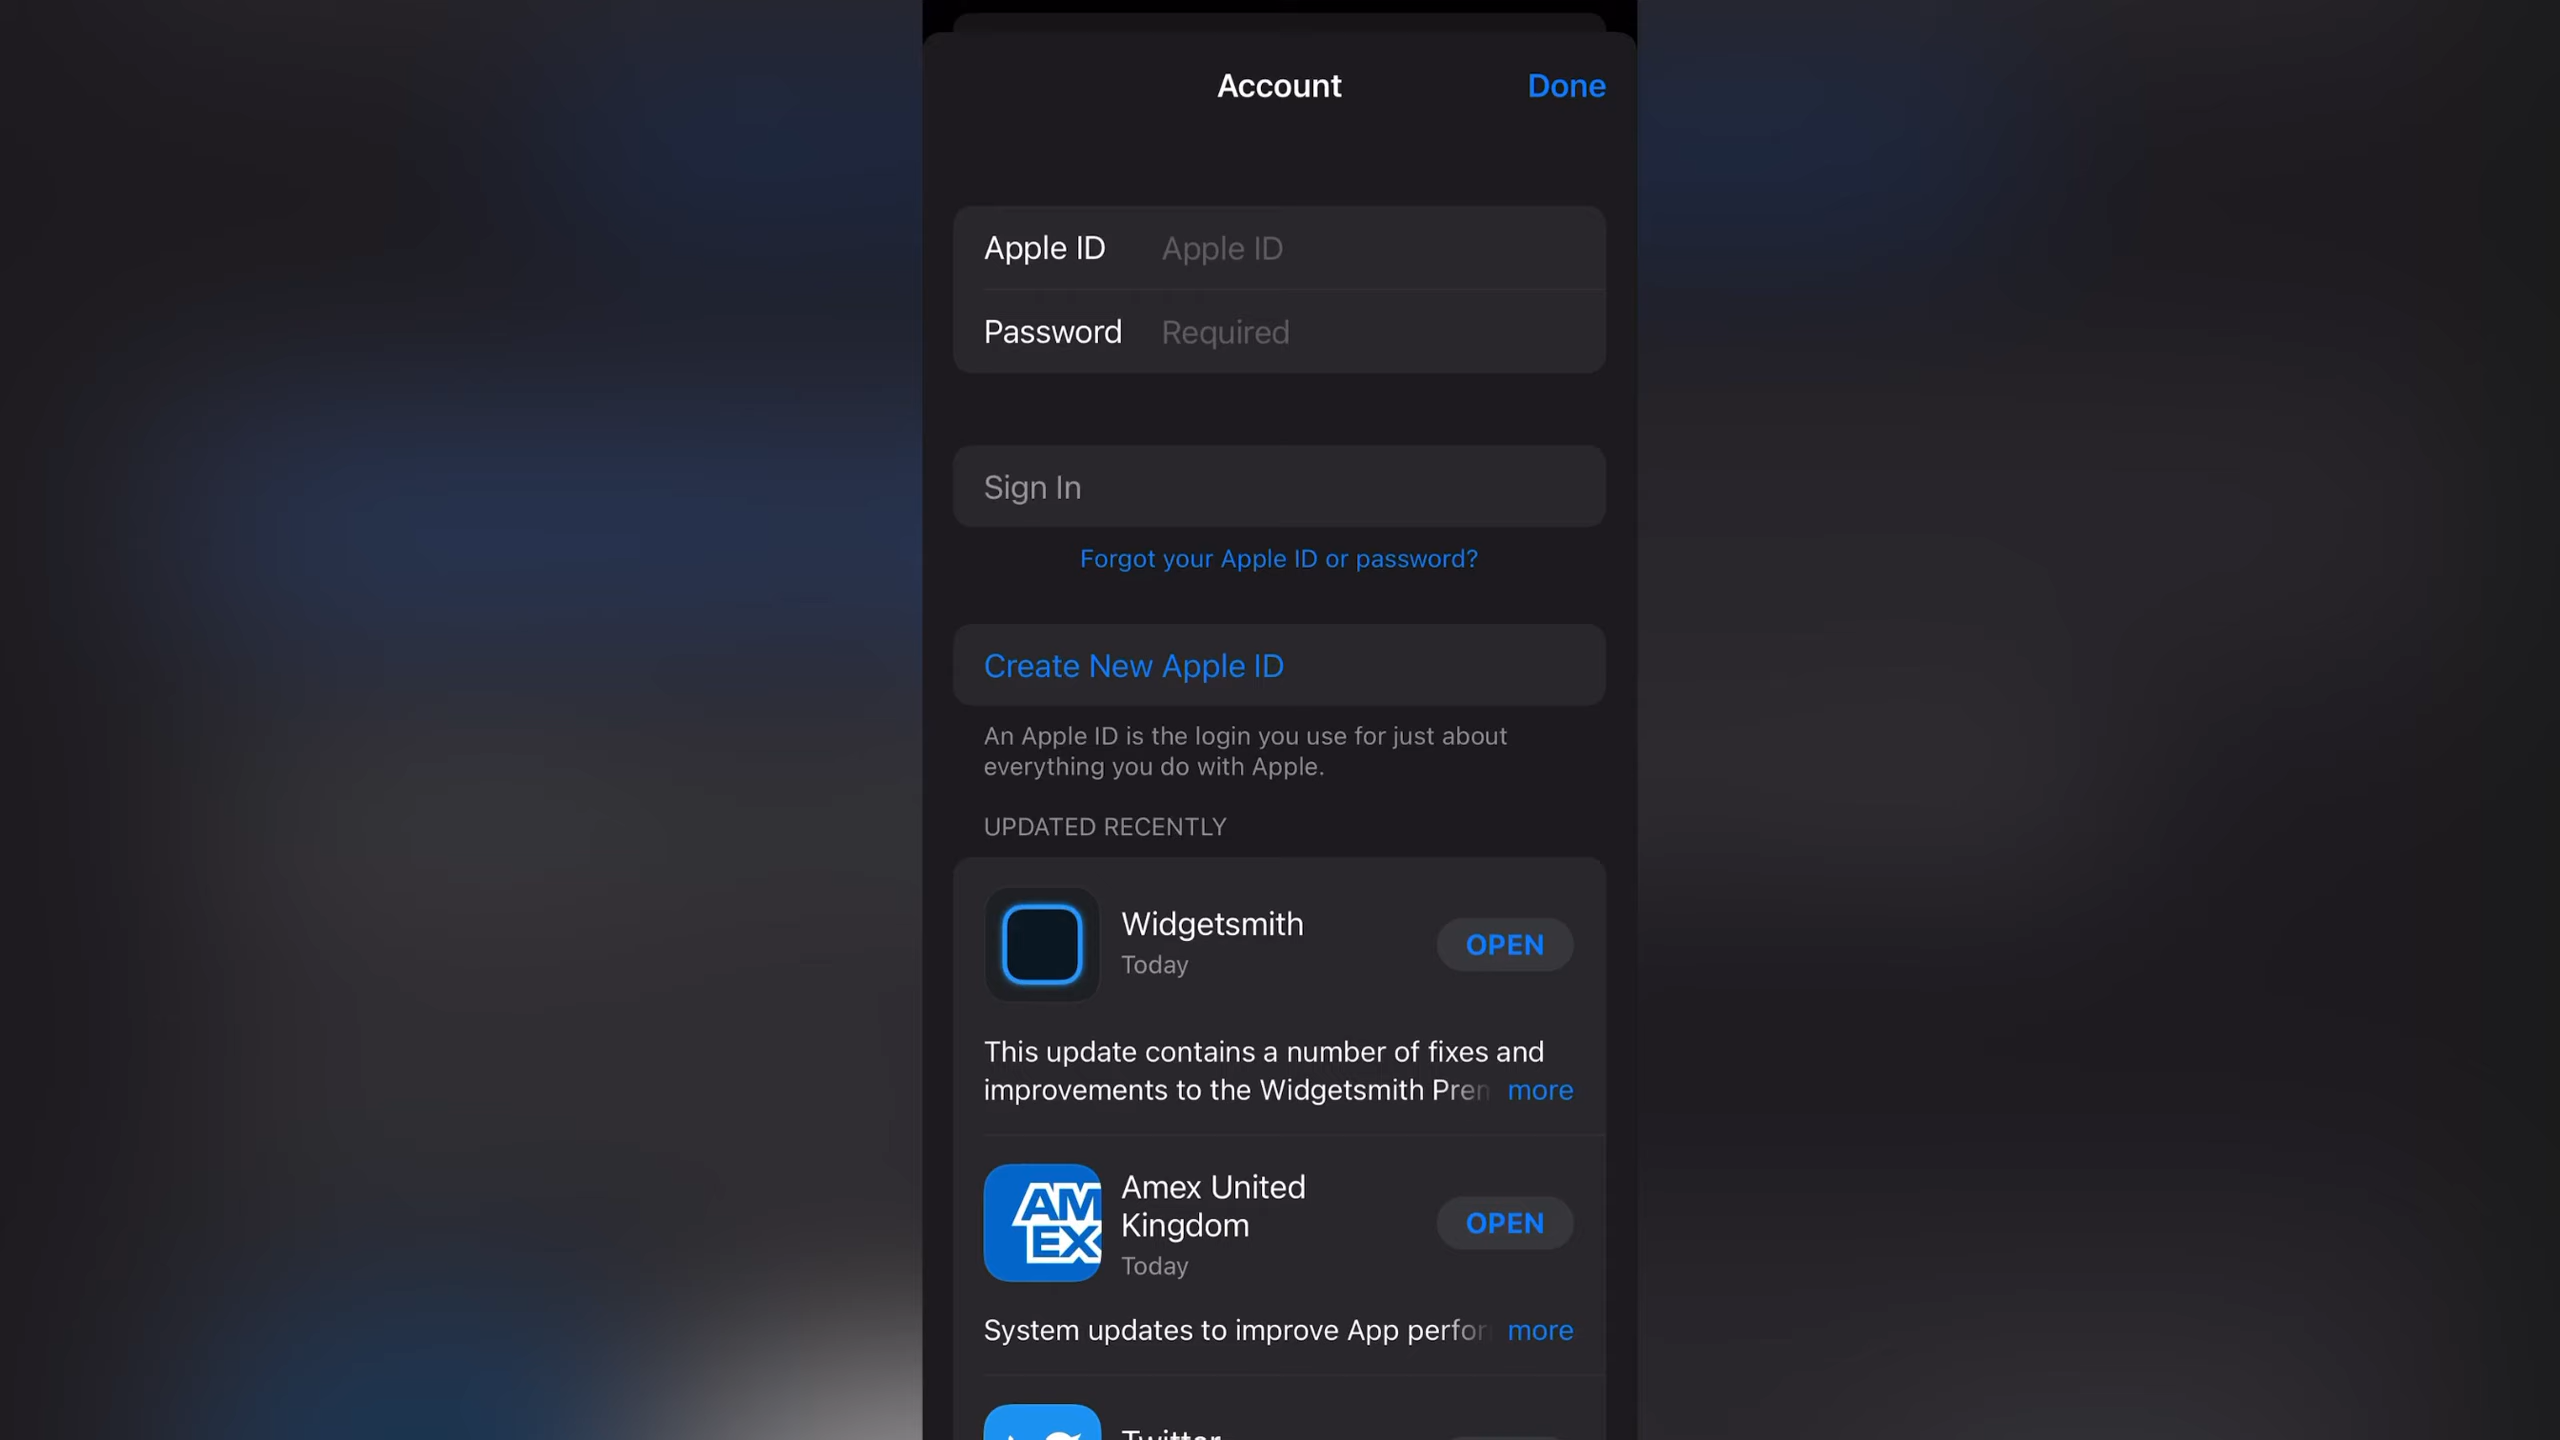 Account
Done
Apple ID
Apple ID
Password
Required
Sign In
Forgot your Apple ID or password?
Create New Apple ID
An Apple ID is the login you use for just about
everything you do with Apple.
UPDATED RECENTLY
Widgetsmith
Today
OPEN
This update contains a number of fixes and
improvements to the Widgetsmith Prem more
AM
EX
Amex United
Kingdom
Today
OPEN
System updates to improve App perfor more
Twitter